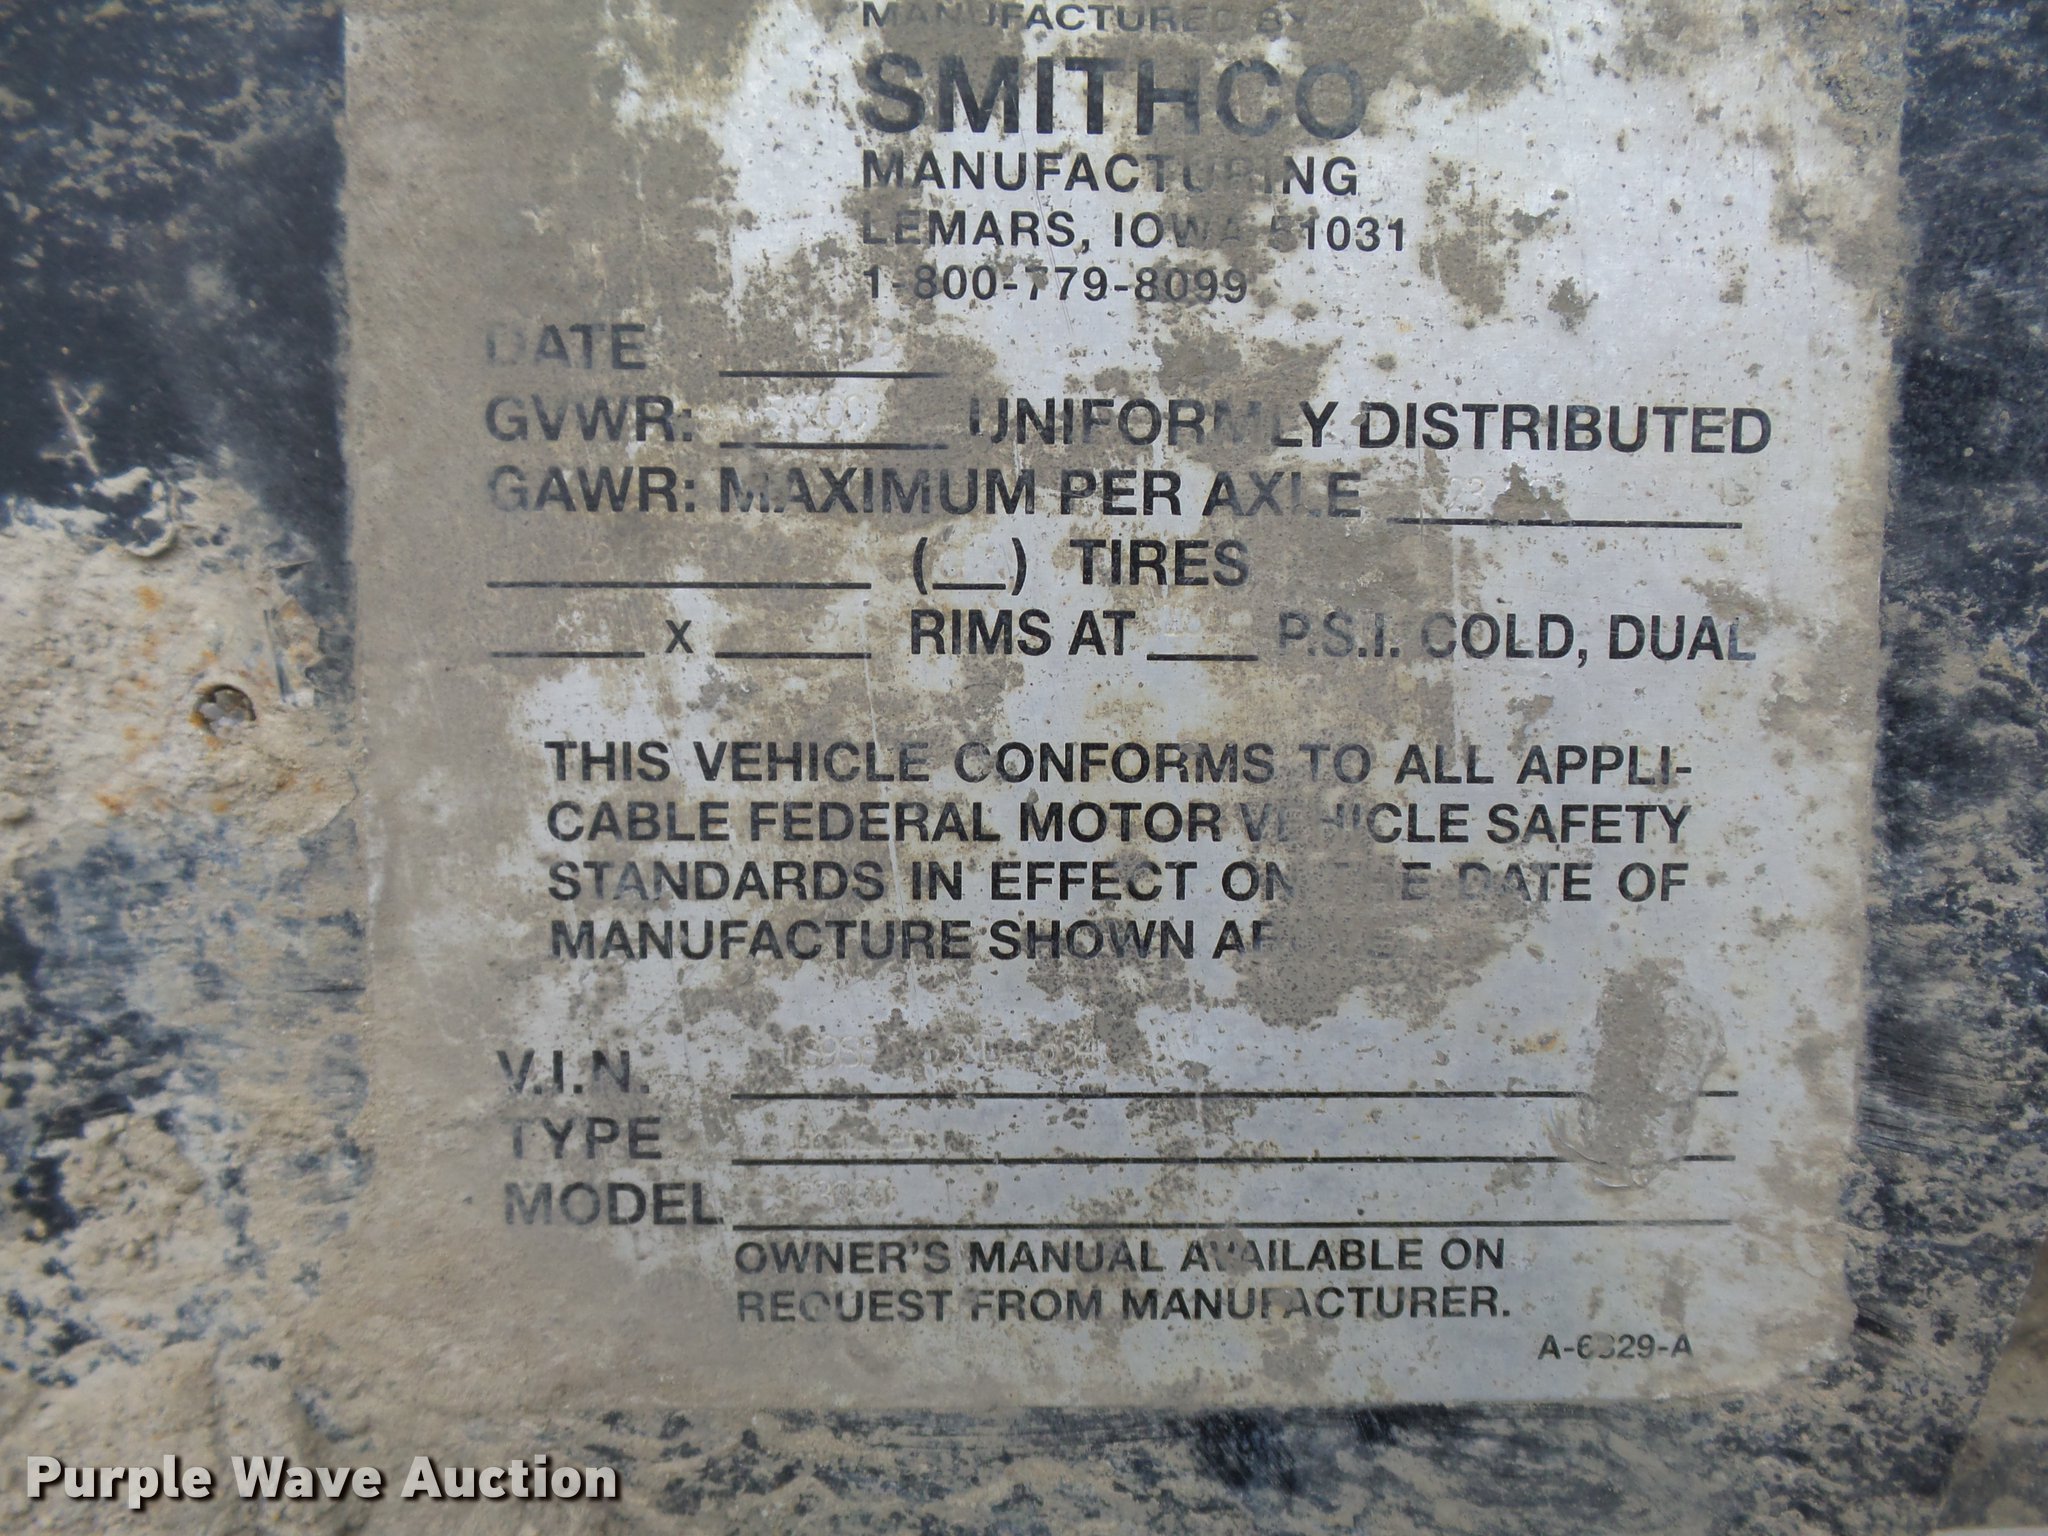 MANUFACTURED BY
SMITHCO
MANUFACTURING
LEMARS, IOWA 51031
1-800-779-8099
DATE
GVWR: UNIFORMLY DISTRIBUTED
GAWR: MAXIMUM PER AXLE
( ) TIRES
X RIMS AT P.S.I. COLD, DUAL
THIS VEHICLE CONFORMS TO ALL APPLI-
CABLE FEDERAL MOTOR VEHICLE SAFETY
STANDARDS IN EFFECT ON THE DATE OF
MANUFACTURE SHOWN
V.I.N.
TYPE
MODEL
OWNER'S MANUAL AVAILABLE ON
REQUEST FROM MANUFACTURER.
Purple Wave Auction